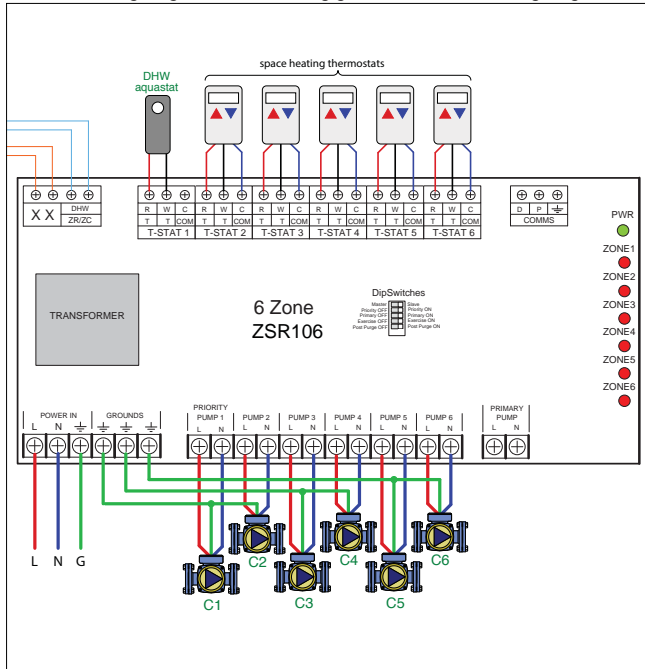 space heating thermostats
DHW
aquastat
X X
DHW
ZR/ZC
R W C
T T COM
T-STAT 1
R W C
T T COM
T-STAT 2
R W C
T T COM
T-STAT 3
R W C
T T COM
T-STAT 4
R W C
T T COM
T-STAT 5
R W C
T T COM
T-STAT 6
D P
COMMS
PWR
ZONE1
ZONE2
ZONE3
ZONE4
ZONE5
ZONE6
TRANSFORMER
6 Zone
ZSR106
DipSwitches
Master Slave
Priority OFF Priority ON
Primary OFF Primary ON
Exercise OFF Exercise ON
Post Purge OFF Post Purge ON
POWER IN
L N
GROUNDS
PRIORITY
PUMP 1
L N
PUMP 2
L N
PUMP 3
L N
PUMP 4
L N
PUMP 5
L N
PUMP 6
L N
PRIMARY
PUMP
L N
L N G
C1
C2
C3
C4
C5
C6